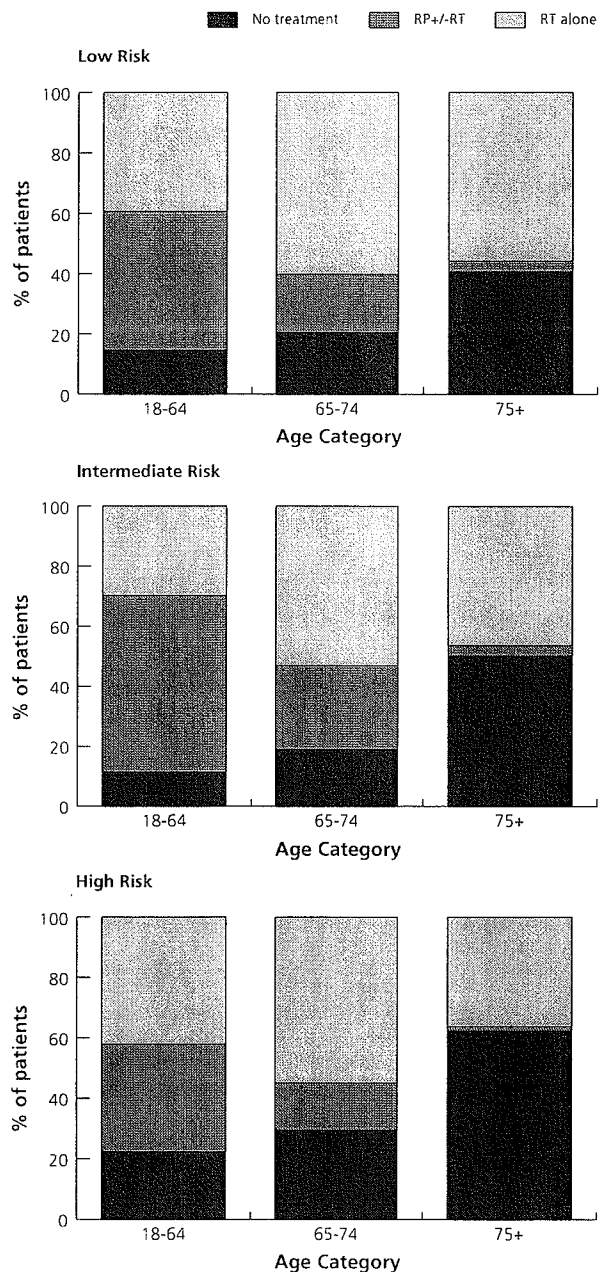 No treatment RP+/-RT RT alone
Low Risk
100
80
60
40
20
0
% of patients
18-64 65-74 75+
Age Category
Intermediate Risk
100
80
60
40
20
0
% of patients
18-64 65-74 75+
Age Category
High Risk
100
80
60
40
20
0
% of patients
18-64 65-74 75+
Age Category